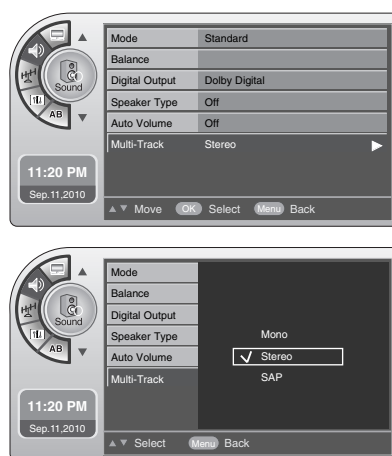 Mode Standard
Balance
Digital Output Dolby Digital
Speaker Type Off
Auto Volume Off
Multi-Track Stereo
Sound
AB
11:20 PM
Sep.11,2010
Move OK Select Menu Back
Mode
Balance
Digital Output
Speaker Type Mono
Auto Volume Stereo
Multi-Track SAP
Sound
AB
11:20 PM
Sep.11,2010
Select Menu Back